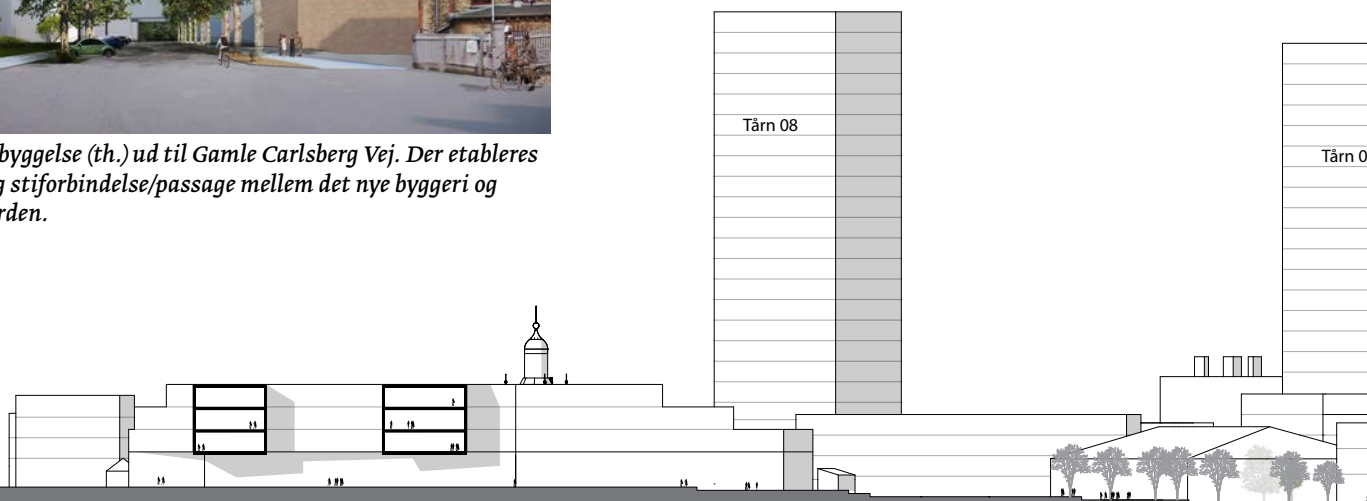 byggelse (th.) ud til Gamle Carlsberg Vej. Der etableres
stiforbindelse/passage mellem det nye byggeri og
rden.
Tårn 08
Tårn 0